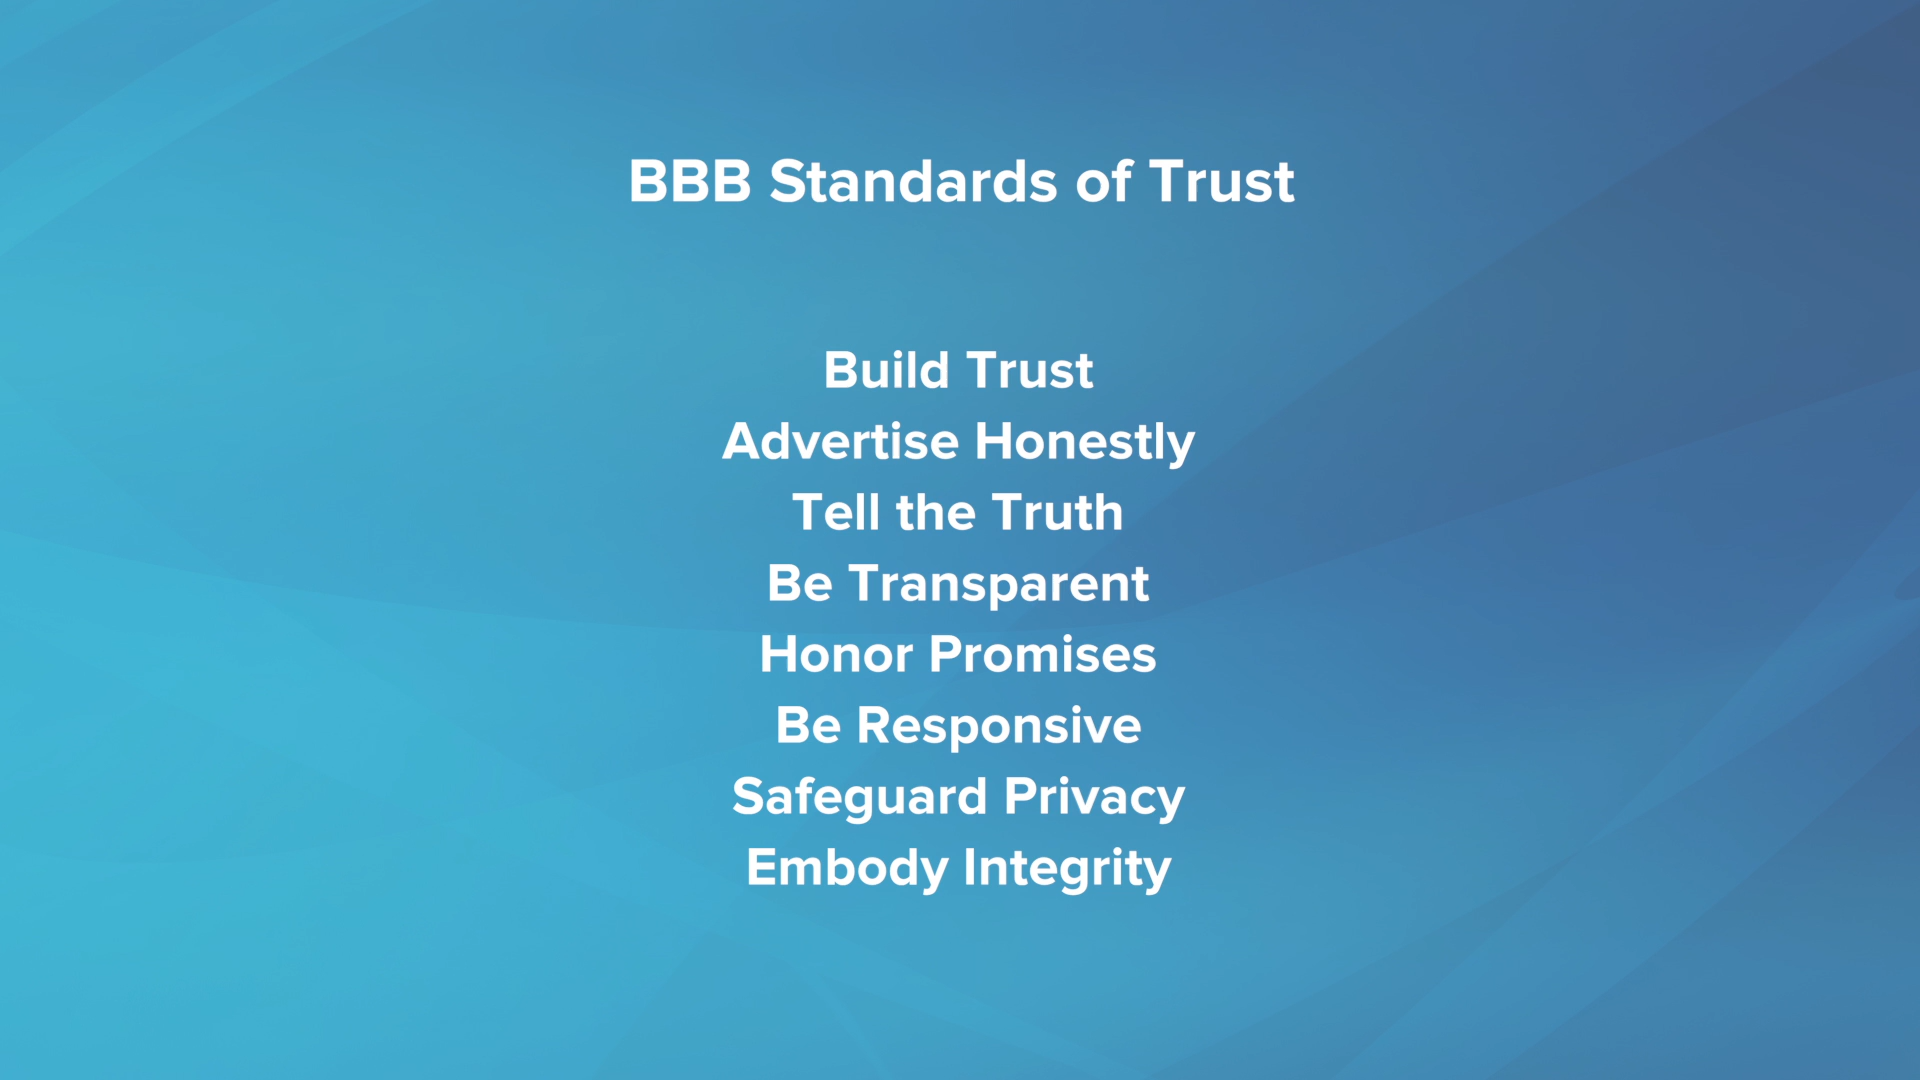 BBB Standards of Trust
Build Trust
Advertise Honestly
Tell the Truth
Be Transparent
Honor Promises
Be Responsive
Safeguard Privacy
Embody Integrity